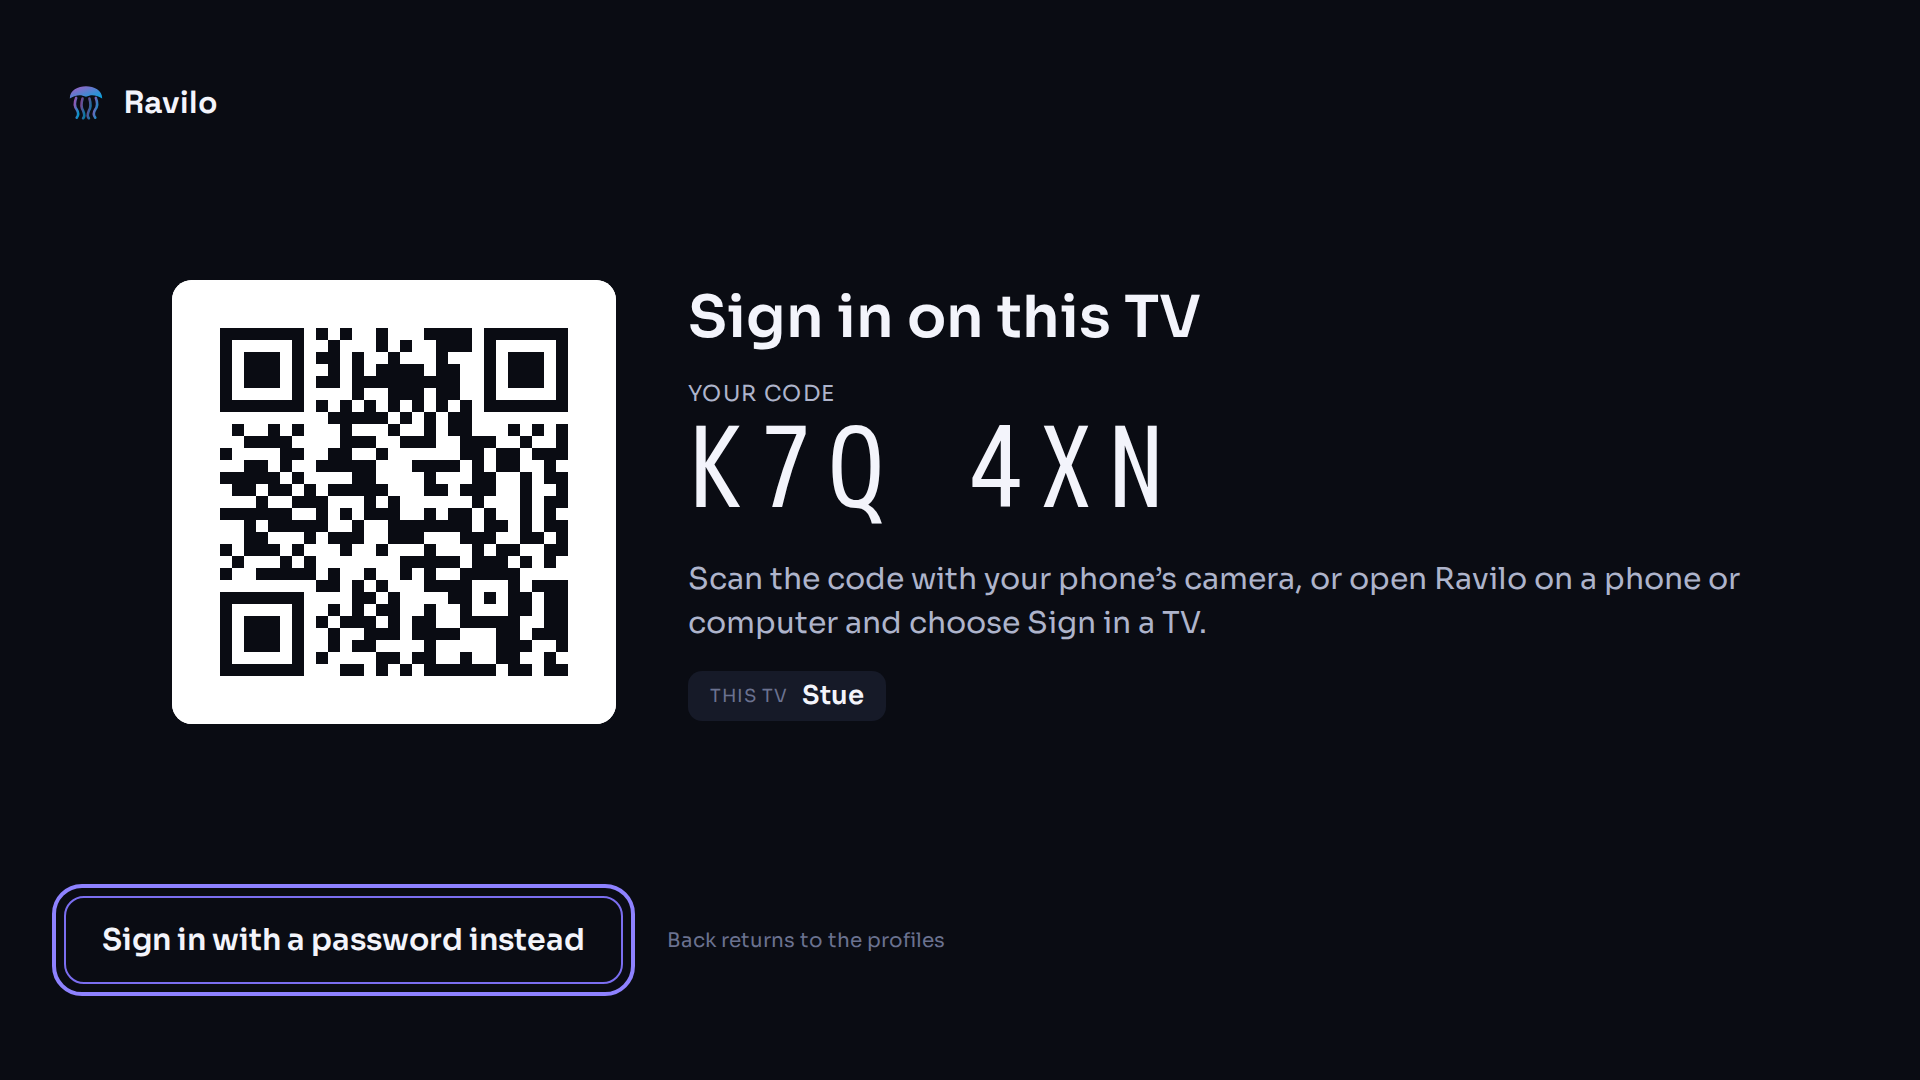 Ravilo
Sign in on this TV
YOUR CODE
K7Q 4XN
Scan the code with your phone’s camera, or open Ravilo on a phone or
computer and choose Sign in a TV.
THIS TV Stue
Sign in with a password instead
Back returns to the profiles